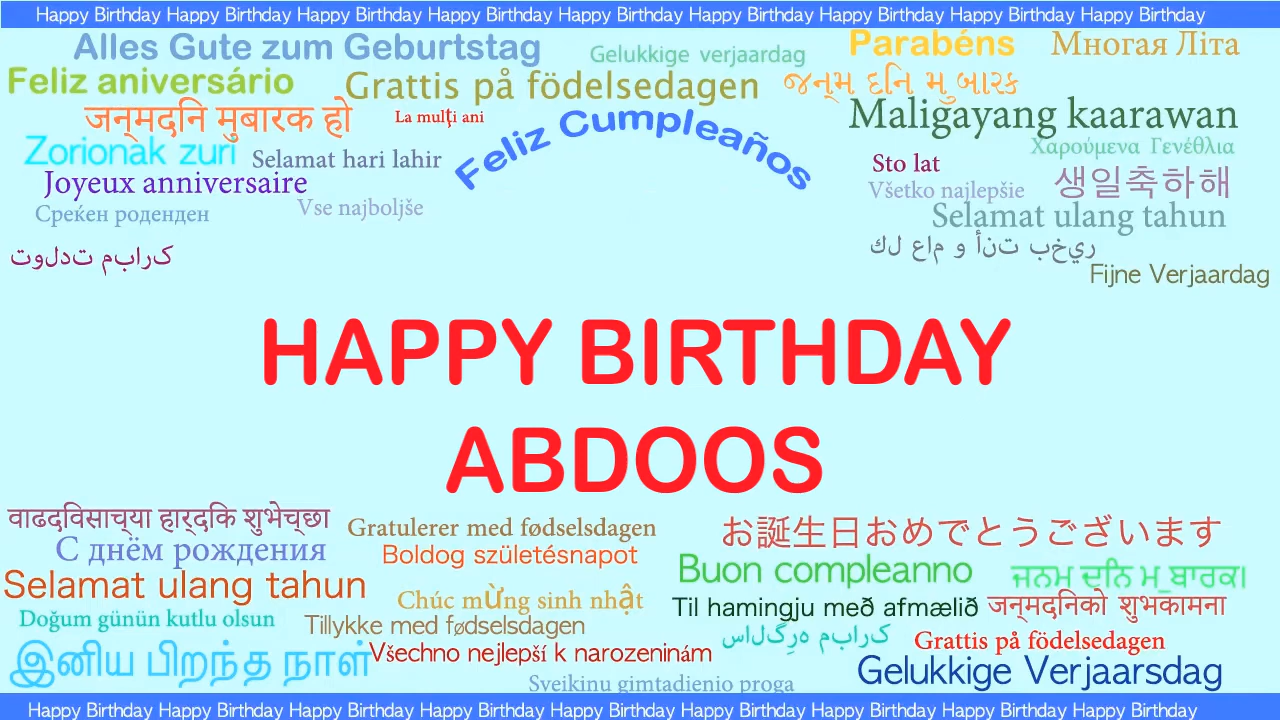 Happy Birthday Happy Birthday Happy Birthday Happy Birthday Happy Birthday Happy Birthday Happy Birthday Happy Birthday Happy Birthday
Alles Gute zum Geburtstag
Gelukkige verjaardag
Parabéns
Многая Літа
Feliz aniversário
Grattis på födelsedagen
જન્મ દિન મુબારક
जन्मदिन मुबारक हो
La mulţi ani
Feliz Cumpleaños
Maligayang kaarawan
Zorionak zuri
Selamat hari lahir
Χαρούμενα Γενέθλια
Sto lat
Joyeux anniversaire
Všetko najlepšie
생일축하해
Среќен роденден
Vse najboljše
Selamat ulang tahun
تولدت مبارک
كل عام و أنت بخير
Fijne Verjaardag
HAPPY BIRTHDAY
ABDOOS
वाढदिवसाच्या हार्दिक शुभेच्छा
Gratulerer med fødselsdagen
お誕生日おめでとうございます
С днём рождения
Boldog születésnapot
Buon compleanno
ਜਨਮ ਦਿਨ ਮੁਬਾਰਕ।
Selamat ulang tahun
Chúc mừng sinh nhật
Til hamingju með afmælið
जन्मदिनको शुभकामना
Doğum günün kutlu olsun
Tillykke med fødselsdagen
سالگرہ مبارک
Grattis på födelsedagen
இனிய பிறந்த நாள்
Všechno nejlepší k narozeninám
Gelukkige Verjaarsdag
Sveikinu gimtadienio proga
Happy Birthday Happy Birthday Happy Birthday Happy Birthday Happy Birthday Happy Birthday Happy Birthday Happy Birthday Happy Birthday